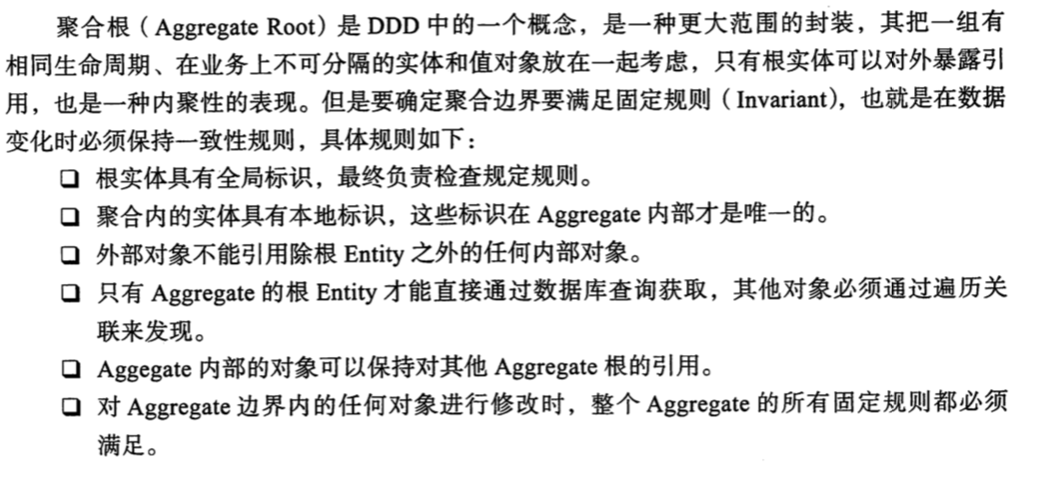 聚合根（Aggregate Root）是 DDD 中的一个概念，是一种更大范围的封装，其把一组有
相同生命周期、在业务上不可分隔的实体和值对象放在一起考虑，只有根实体可以对外暴露引
用，也是一种内聚性的表现。但是要确定聚合边界要满足固定规则（Invariant），也就是在数据
变化时必须保持一致性规则，具体规则如下：
❏ 根实体具有全局标识，最终负责检查规定规则。
❏ 聚合内的实体具有本地标识，这些标识在 Aggregate 内部才是唯一的。
❏ 外部对象不能引用除根 Entity 之外的任何内部对象。
❏ 只有 Aggregate 的根 Entity 才能直接通过数据库查询获取，其他对象必须通过遍历关
联来发现。
❏ Aggegate 内部的对象可以保持对其他 Aggregate 根的引用。
❏ 对 Aggregate 边界内的任何对象进行修改时，整个 Aggregate 的所有固定规则都必须
满足。